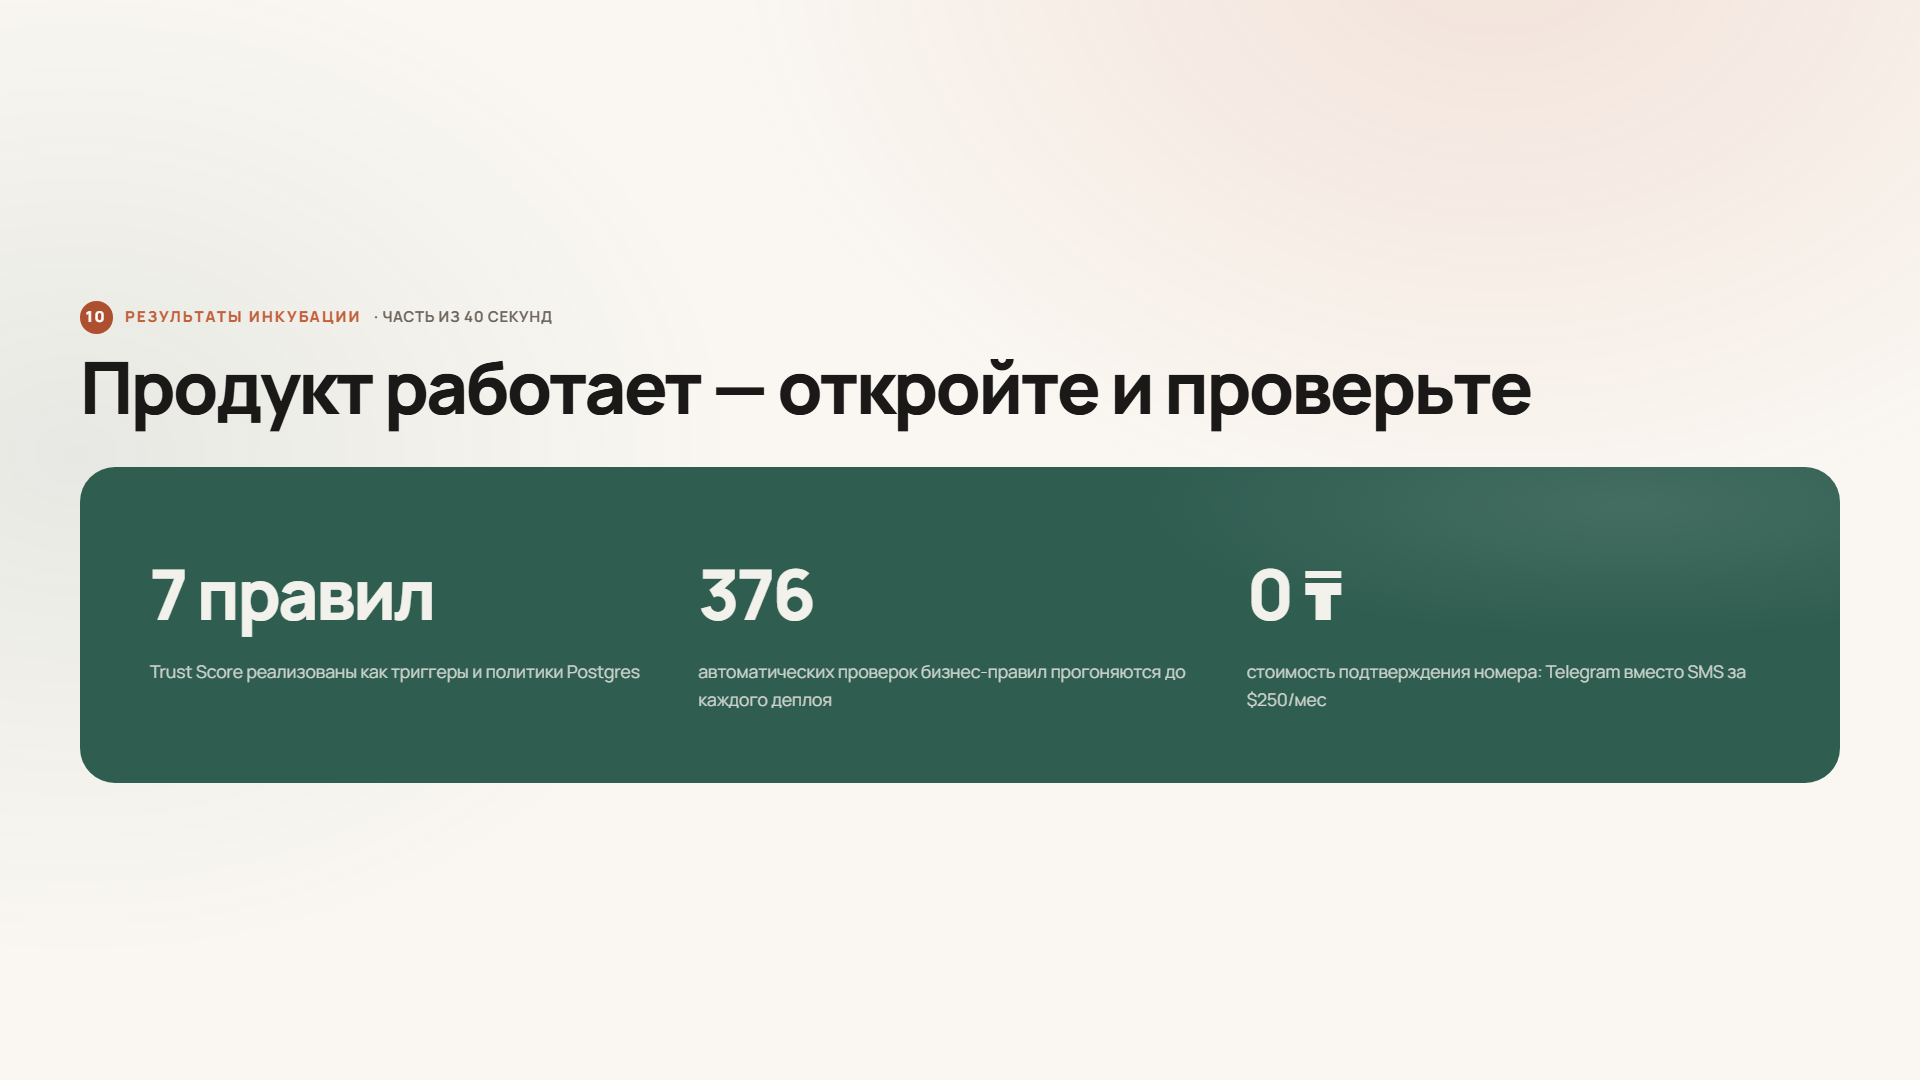 10 РЕЗУЛЬТАТЫ ИНКУБАЦИИ · ЧАСТЬ ИЗ 40 СЕКУНД
Продукт работает — откройте и проверьте
7 правил
Trust Score реализованы как триггеры и политики Postgres
376
автоматических проверок бизнес-правил прогоняются до
каждого деплоя
0 ₸
стоимость подтверждения номера: Telegram вместо SMS за
$250/мес